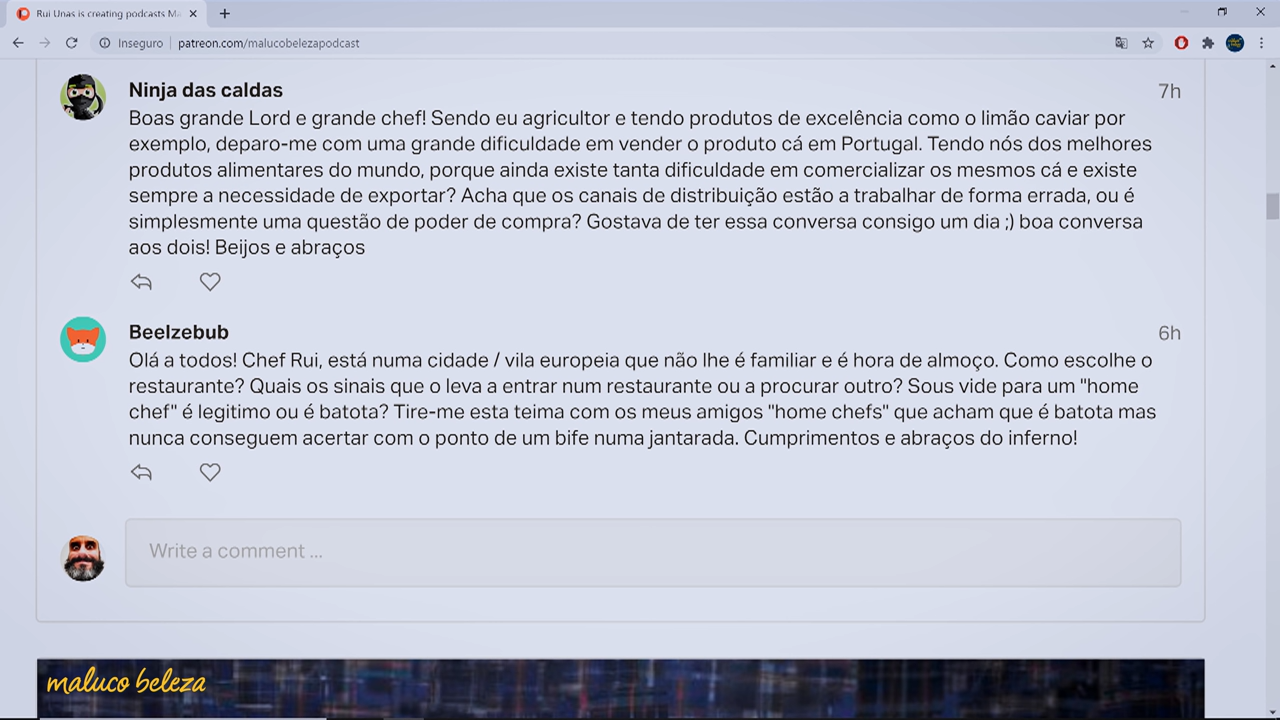 Rui Unas is creating podcasts Ma
Inseguro
patreon.com/malucobelezapodcast
Ninja das caldas
7h
Boas grande Lord e grande chef! Sendo eu agricultor e tendo produtos de excelência como o limão caviar por
exemplo, deparo-me com uma grande dificuldade em vender o produto cá em Portugal. Tendo nós dos melhores
produtos alimentares do mundo, porque ainda existe tanta dificuldade em comercializar os mesmos cá e existe
sempre a necessidade de exportar? Acha que os canais de distribuição estão a trabalhar de forma errada, ou é
simplesmente uma questão de poder de compra? Gostava de ter essa conversa consigo um dia ;) boa conversa
aos dois! Beijos e abraços
Beelzebub
6h
Olá a todos! Chef Rui, está numa cidade / vila europeia que não lhe é familiar e é hora de almoço. Como escolhe o
restaurante? Quais os sinais que o leva a entrar num restaurante ou a procurar outro? Sous vide para um "home
chef" é legitimo ou é batota? Tire-me esta teima com os meus amigos "home chefs" que acham que é batota mas
nunca conseguem acertar com o ponto de um bife numa jantarada. Cumprimentos e abraços do inferno!
Write a comment ...
maluco beleza